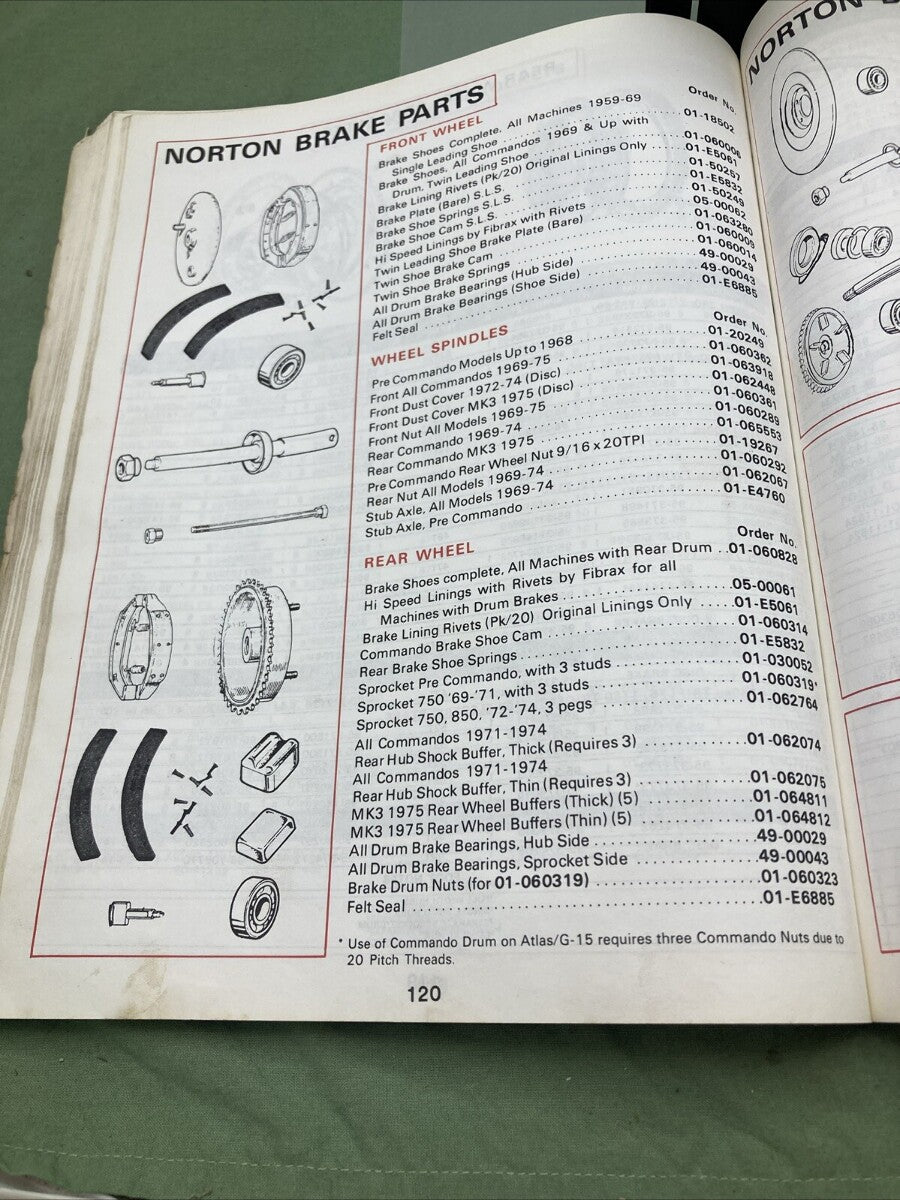 NORTON BRAKE PARTS
FRONT WHEEL Order No.
Brake Shoes Complete, All Machines 1959-69
Single Leading Shoe 01-18502
Brake Shoes, All Commandos 1969 & Up with
Drum, Twin Leading Shoe 01-060006
Brake Lining Rivets (Pk/20) Original Linings Only 01-E5061
Brake Plate (Bare) S.L.S. 01-50257
Brake Shoe Springs S.L.S. 01-E5832
Brake Shoe Cam S.L.S. 01-50249
Hi Speed Linings by Fibrax with Rivets 05-00062
Twin Leading Shoe Brake Plate (Bare) 01-063280
Twin Shoe Brake Cam 01-060009
Twin Shoe Brake Springs 01-060014
All Drum Brake Bearings (Hub Side) 49-00029
All Drum Brake Bearings (Shoe Side) 49-00043
Felt Seal 01-E6885
WHEEL SPINDLES Order No.
Pre Commando Models Up to 1968 01-20249
Front All Commandos 1969-75 01-060362
Front Dust Cover 1972-74 (Disc) 01-063918
Front Dust Cover MK3 1975 (Disc) 01-062448
Front Nut All Models 1969-75 01-060361
Rear Commando 1969-74 01-060289
Rear Commando MK3 1975 01-065553
Pre Commando Rear Wheel Nut 9/16 x 20TPI 01-19267
Rear Nut All Models 1969-74 01-060292
Stub Axle, All Models 1969-74 01-062067
Stub Axle, Pre Commando 01-E4760
REAR WHEEL Order No.
Brake Shoes complete, All Machines with Rear Drum 01-060828
Hi Speed Linings with Rivets by Fibrax for all
Machines with Drum Brakes 05-00061
Brake Lining Rivets (Pk/20) Original Linings Only 01-E5061
Commando Brake Shoe Cam 01-060314
Rear Brake Shoe Springs 01-E5832
Sprocket Pre Commando, with 3 studs 01-030052
Sprocket 750 '69-'71, with 3 studs 01-060319*
Sprocket 750, 850, '72-'74, 3 pegs 01-062764
All Commandos 1971-1974
Rear Hub Shock Buffer, Thick (Requires 3) 01-062074
All Commandos 1971-1974
Rear Hub Shock Buffer, Thin (Requires 3) 01-062075
MK3 1975 Rear Wheel Buffers (Thick) (5) 01-064811
MK3 1975 Rear Wheel Buffers (Thin) (5) 01-064812
All Drum Brake Bearings, Hub Side 49-00029
All Drum Brake Bearings, Sprocket Side 49-00043
Brake Drum Nuts (for 01-060319) 01-060323
Felt Seal 01-E6885
* Use of Commando Drum on Atlas/G-15 requires three Commando Nuts due to
20 Pitch Threads.
120
NORTON